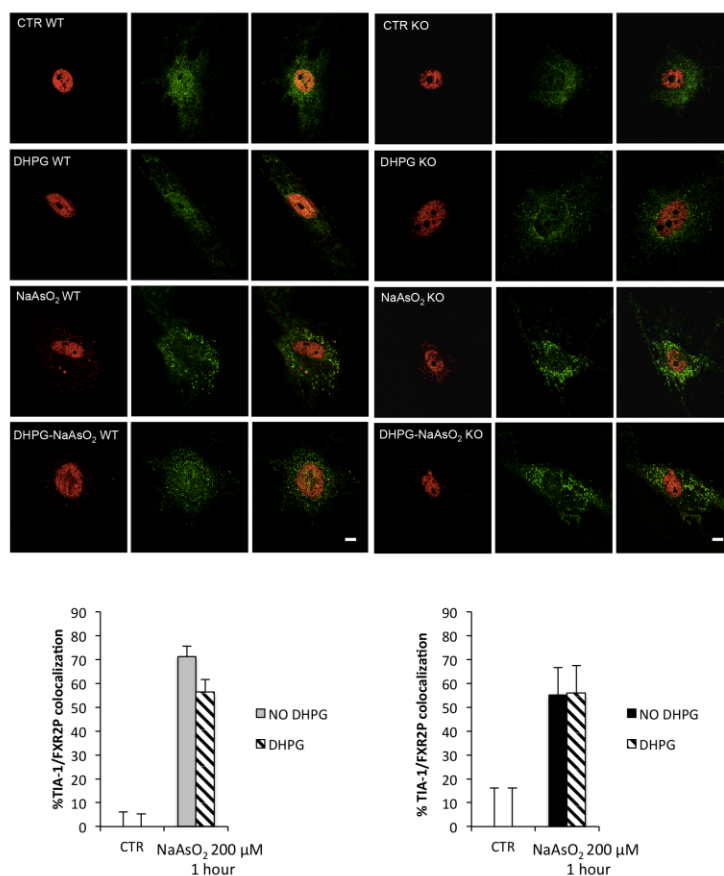 CTR WT
CTR KO
DHPG WT
DHPG KO
NaAsO₂ WT
NaAsO₂ KO
DHPG-NaAsO₂ WT
DHPG-NaAsO₂ KO
%TIA-1/FXR2P colocalization
90
80
70
60
50
40
30
20
10
0
CTR
NaAsO₂ 200 µM
1 hour
NO DHPG
DHPG
% TIA-1/FXR2P colocalization
90
80
70
60
50
40
30
20
10
0
CTR
NaAsO₂ 200 µM
1 hour
NO DHPG
DHPG